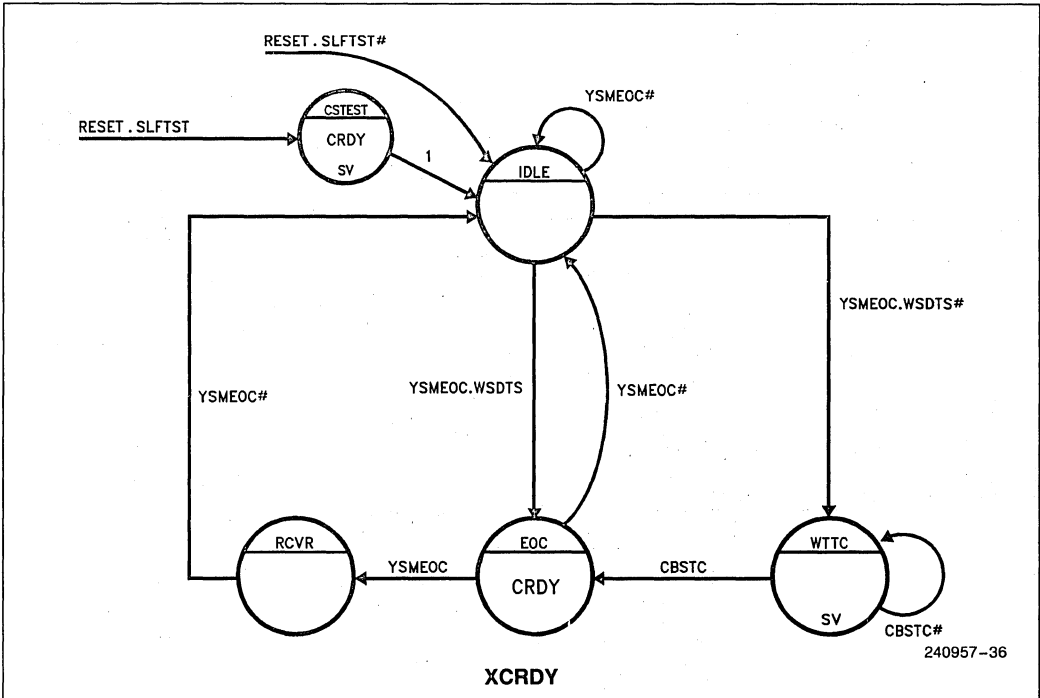 RESET.SLFTST#
YSMEOC#
RESET.SLFTST
CSTEST
CRDY
SV
1
IDLE
YSMEOC.WSDTS#
YSMEOC#
YSMEOC.WSDTS
YSMEOC#
RCVR
YSMEOC
EOC
CRDY
CBSTC
WTTC
SV
CBSTC#
240957-36
XCRDY